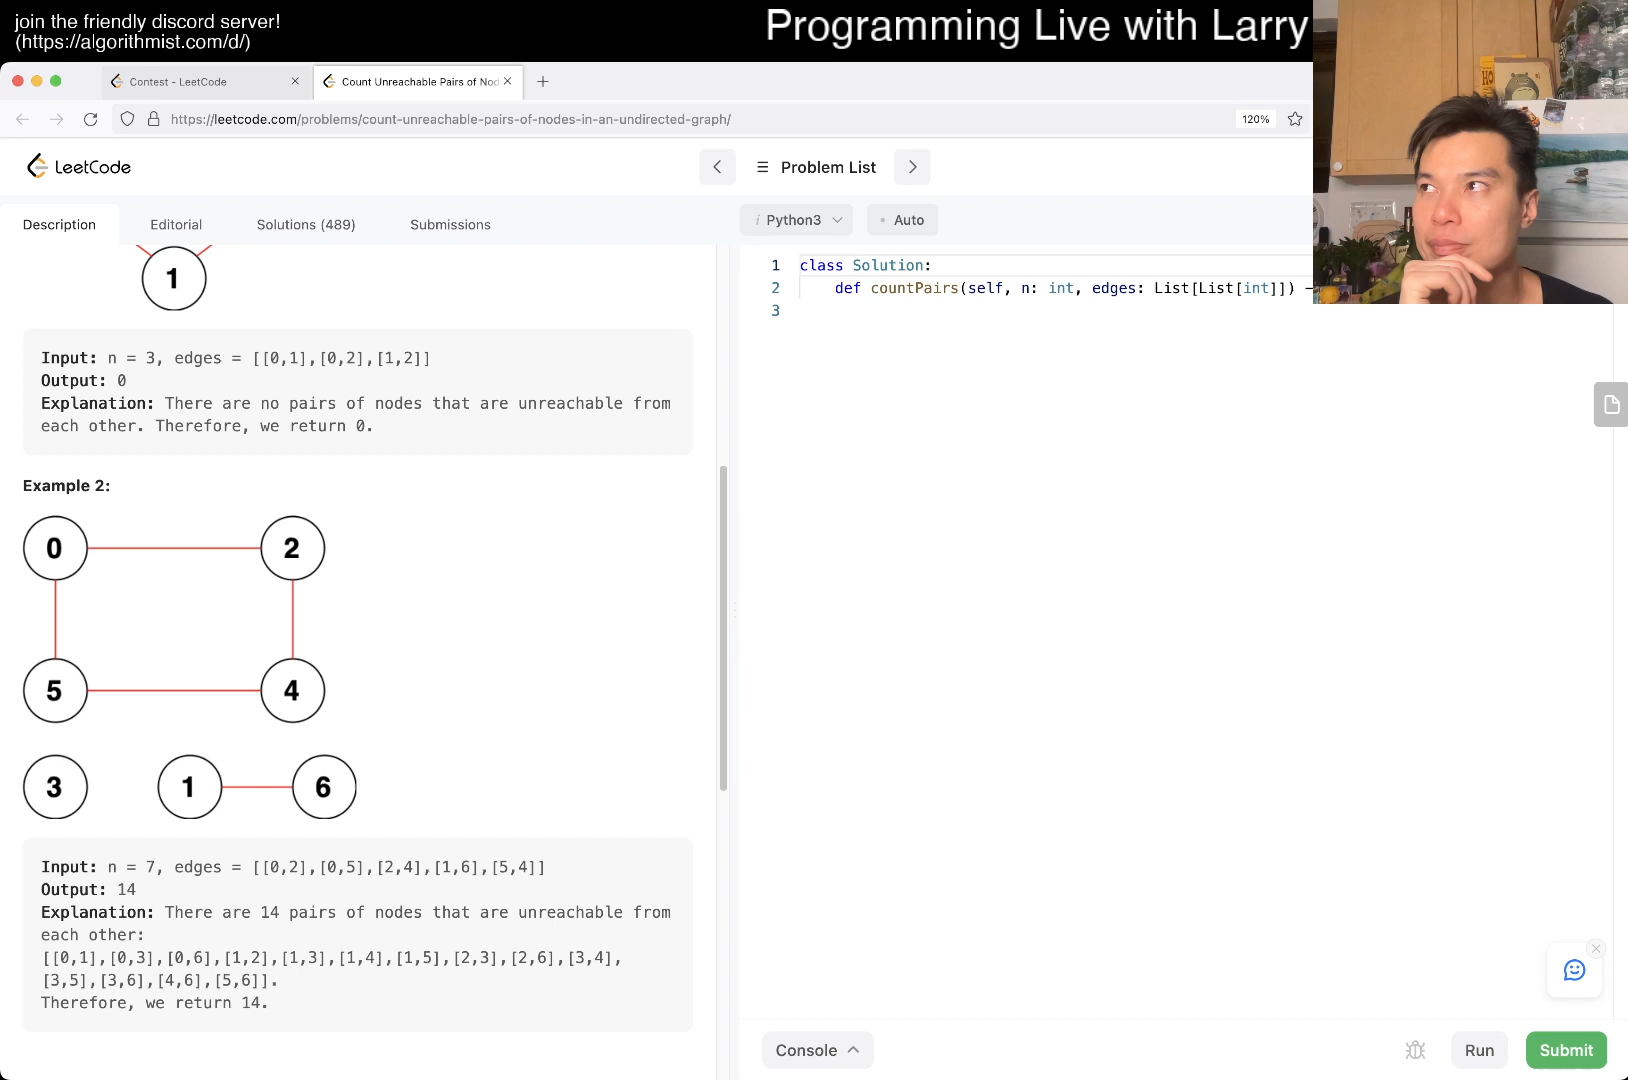 join the friendly discord server!
(https://algorithmist.com/d/)
Programming Live with Larry
Contest - LeetCode
Count Unreachable Pairs of Nod
https://leetcode.com/problems/count-unreachable-pairs-of-nodes-in-an-undirected-graph/
120%
LeetCode
Problem List
Description
Editorial
Solutions (489)
Submissions
i Python3
Auto
1
Input: n = 3, edges = [[0,1],[0,2],[1,2]]
Output: 0
Explanation: There are no pairs of nodes that are unreachable from
each other. Therefore, we return 0.
Example 2:
0
2
5
4
3
1
6
Input: n = 7, edges = [[0,2],[0,5],[2,4],[1,6],[5,4]]
Output: 14
Explanation: There are 14 pairs of nodes that are unreachable from
each other:
[[0,1],[0,3],[0,6],[1,2],[1,3],[1,4],[1,5],[2,3],[2,6],[3,4],
[3,5],[3,6],[4,6],[5,6]].
Therefore, we return 14.
1 class Solution:
2 def countPairs(self, n: int, edges: List[List[int]]) -
3
Console
Run
Submit